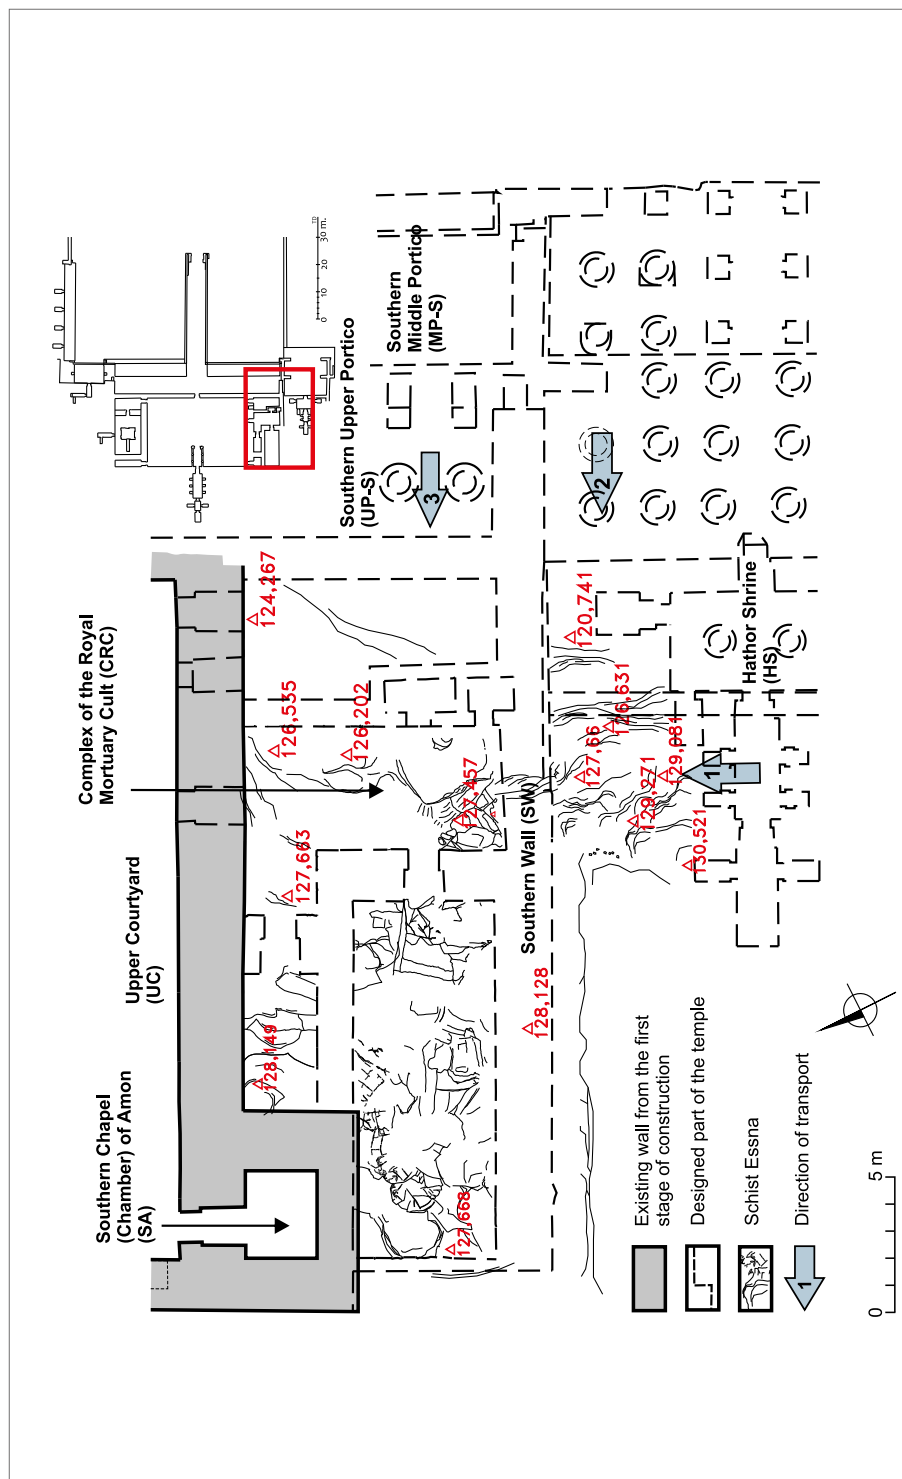 0
10
20
30 m.
TD
Southern Chapel
(Chamber) of Amon
(SA)
Upper Courtyard
(UC)
Complex of the Royal
Mortuary Cult (CRC)
Southern Upper Portico
(UP-S)
Southern
Middle Portico
(MP-S)
128,149
127,663
126,535
126,202
124,267
127,668
127,457
3
128,128
Southern Wall (SW)
127,66
126,631
120,741
2
130,521
129,271
129,081
1
Hathor Shrine
(HS)
Existing wall from the first
stage of construction
Designed part of the temple
Schist Essna
1
Direction of transport
0
5 m